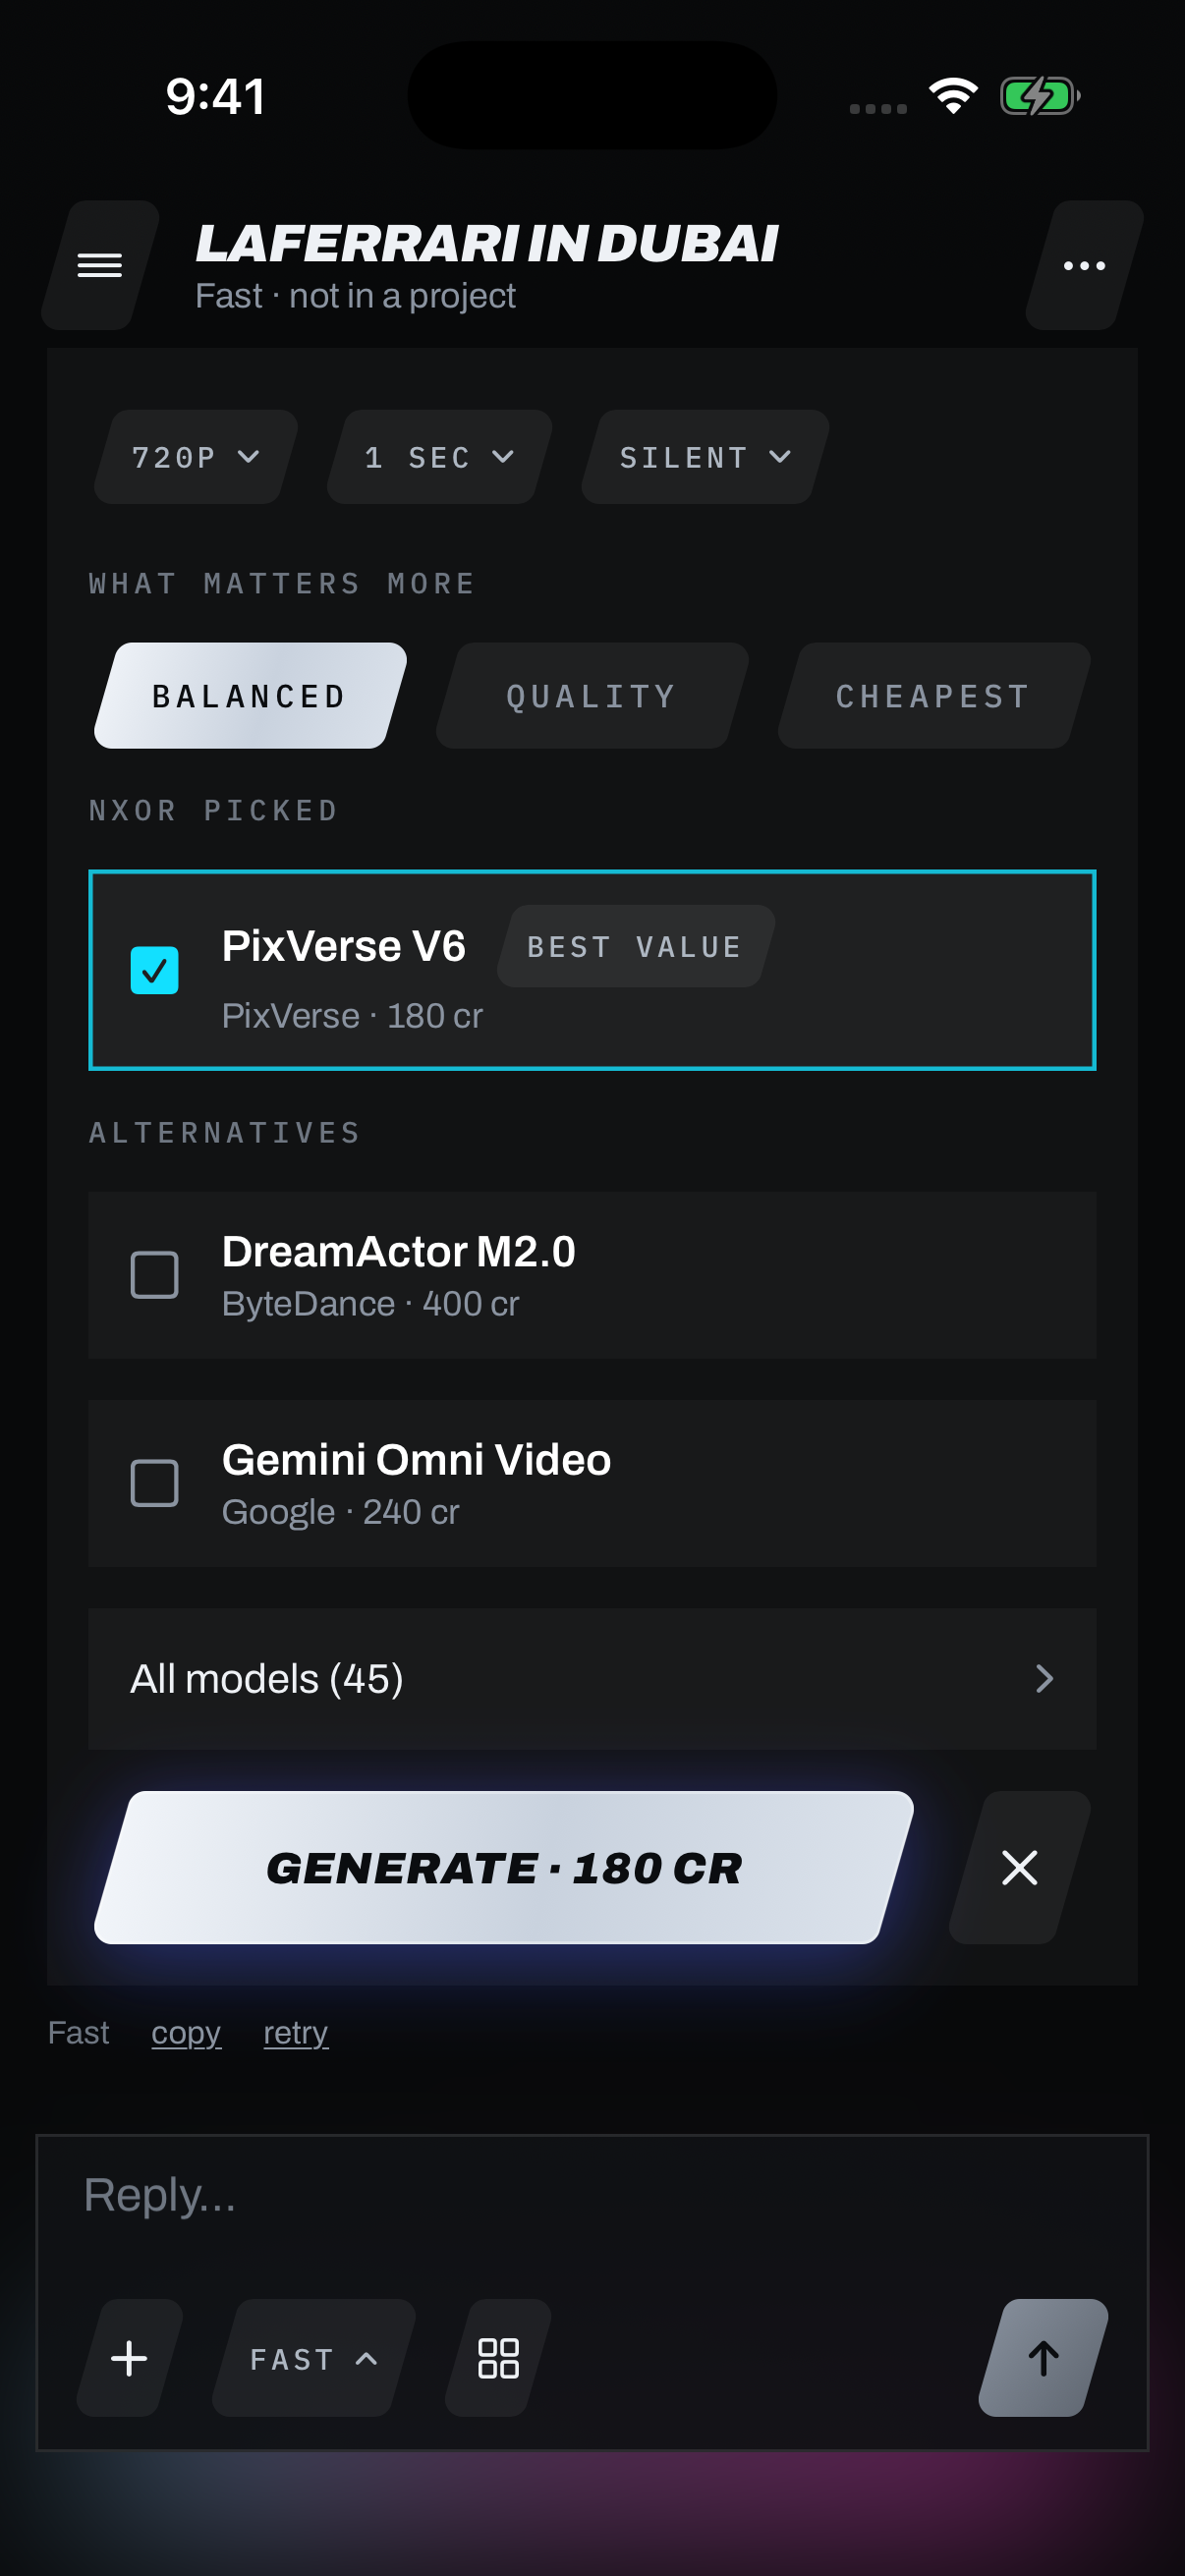 9:41
LAFERRARI IN DUBAI
Fast · not in a project
720P
1 SEC
SILENT
WHAT MATTERS MORE
BALANCED
QUALITY
CHEAPEST
NXOR PICKED
PixVerse V6
BEST VALUE
PixVerse · 180 cr
ALTERNATIVES
DreamActor M2.0
ByteDance · 400 cr
Gemini Omni Video
Google · 240 cr
All models (45)
GENERATE · 180 CR
Fast copy retry
Reply...
FAST